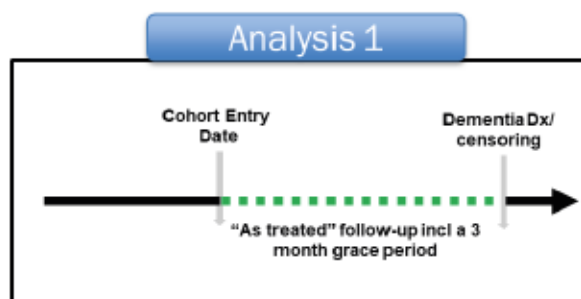 Analysis 1
Cohort Entry
Date
Dementia Dx/
censoring
"As treated" follow-up incl a 3
month grace period